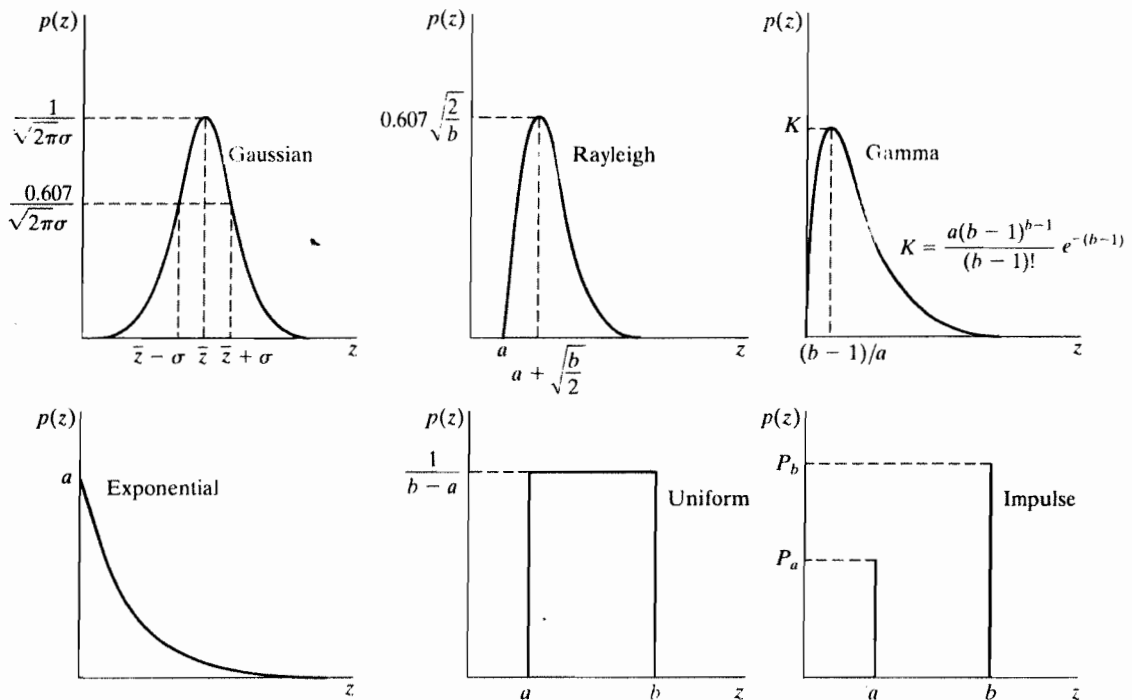 p(z)
1
√2πσ
Gaussian
0.607
√2πσ
z̄ − σ z̄ z̄ + σ z
p(z)
0.607 √2/b
Rayleigh
a z
a + √b/2
p(z)
K
Gamma
K = a(b − 1)^{b−1} / (b − 1)! e^{−(b−1)}
(b − 1)/a z
p(z)
a
Exponential
z
p(z)
1
b − a
Uniform
a b z
p(z)
P_b
Impulse
P_a
a b z